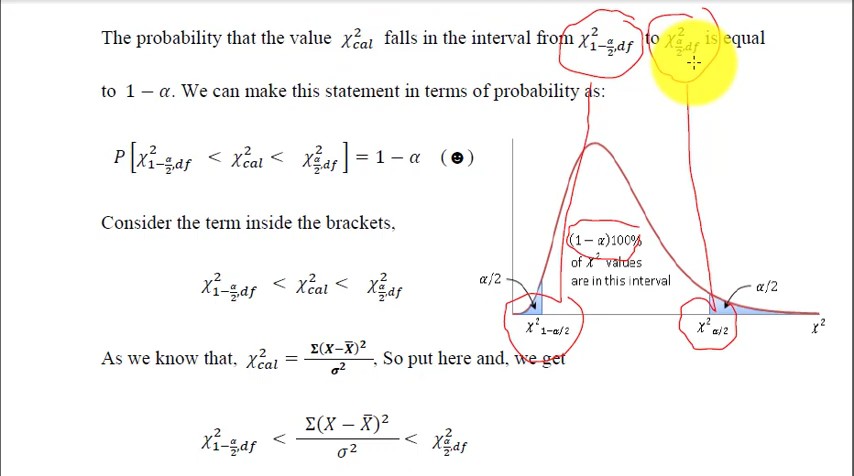 The probability that the value χ²cal falls in the interval from χ²1−α/2,df to χ²α/2,df is equal
to 1 − α. We can make this statement in terms of probability as:
P[χ²1−α/2,df < χ²cal < χ²α/2,df] = 1 − α (☻)
Consider the term inside the brackets,
χ²1−α/2,df < χ²cal < χ²α/2,df
As we know that, χ²cal = Σ(X−X̄)²/σ², So put here and, we get
χ²1−α/2,df < Σ(X − X̄)²/σ² < χ²α/2,df
(1− α)100%
of χ² values
are in this interval
α/2
α/2
χ²1−α/2
χ²α/2
χ²